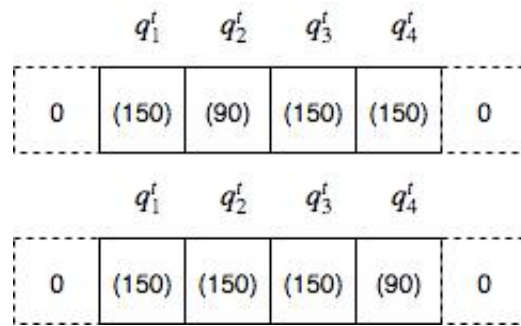 q₁ᵗ q₂ᵗ q₃ᵗ q₄ᵗ
0 (150) (90) (150) (150) 0
q₁ᵗ q₂ᵗ q₃ᵗ q₄ᵗ
0 (150) (150) (150) (90) 0